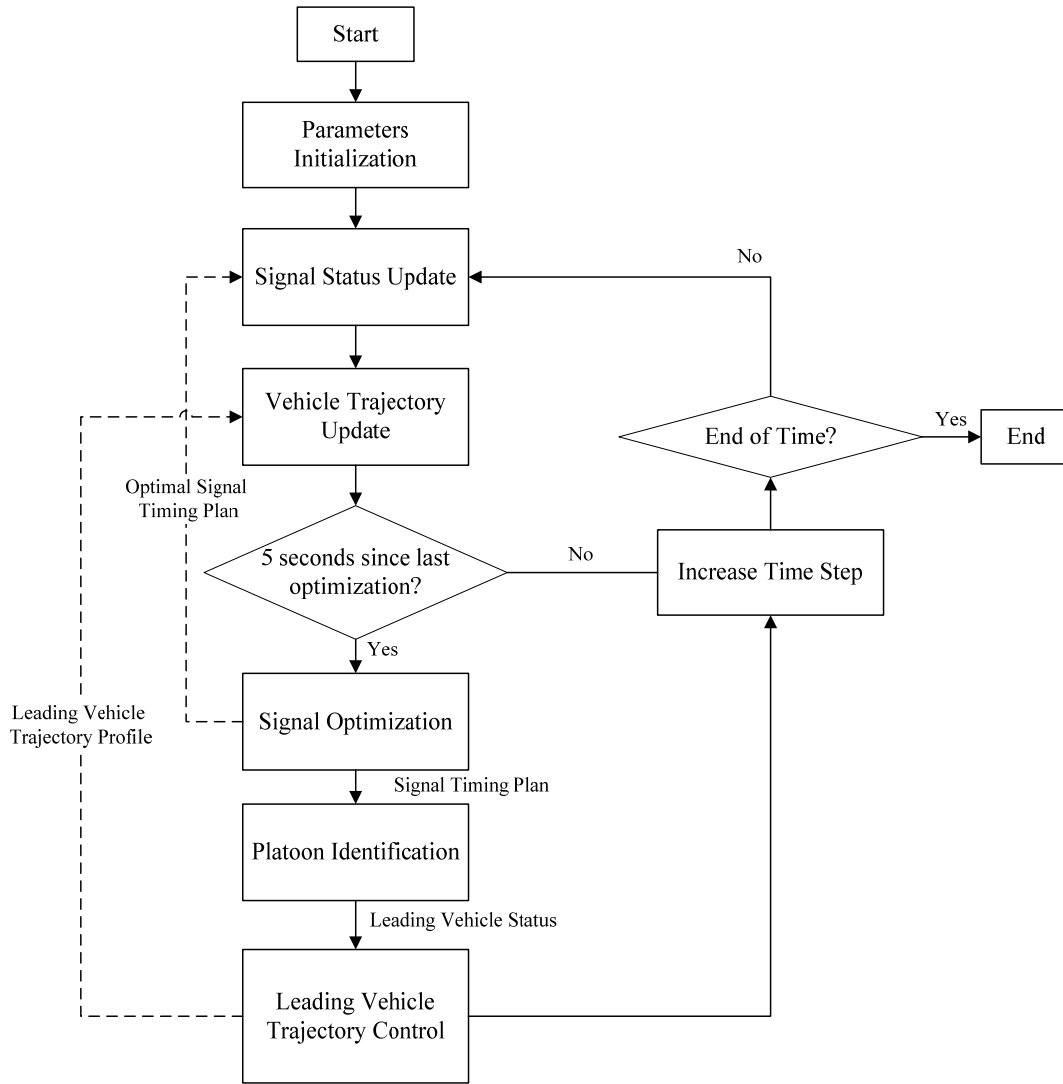 Start
Parameters
Initialization
Signal Status Update
No
Vehicle Trajectory
Update
End of Time?
Yes
End
Optimal Signal
Timing Plan
5 seconds since last
optimization?
No
Increase Time Step
Yes
Leading Vehicle
Trajectory Profile
Signal Optimization
Signal Timing Plan
Platoon Identification
Leading Vehicle Status
Leading Vehicle
Trajectory Control